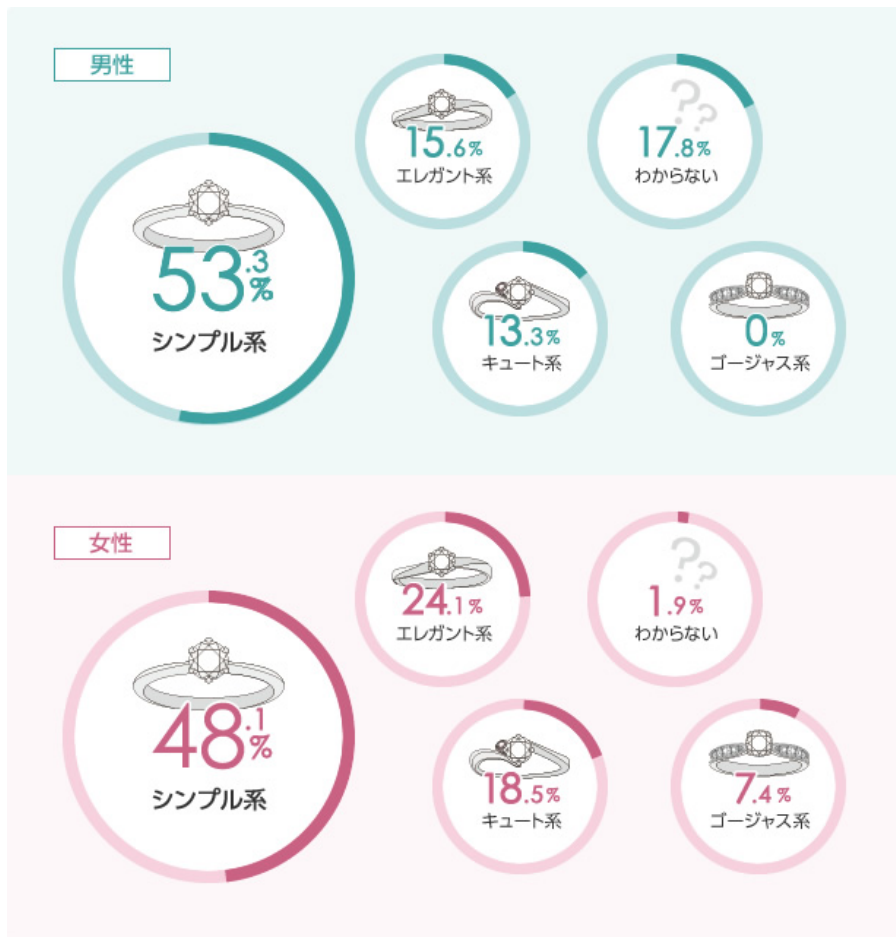 男性
53.3%
シンプル系
15.6%
エレガント系
??
17.8%
わからない
13.3%
キュート系
0%
ゴージャス系
女性
48.1%
シンプル系
24.1%
エレガント系
??
1.9%
わからない
18.5%
キュート系
7.4%
ゴージャス系